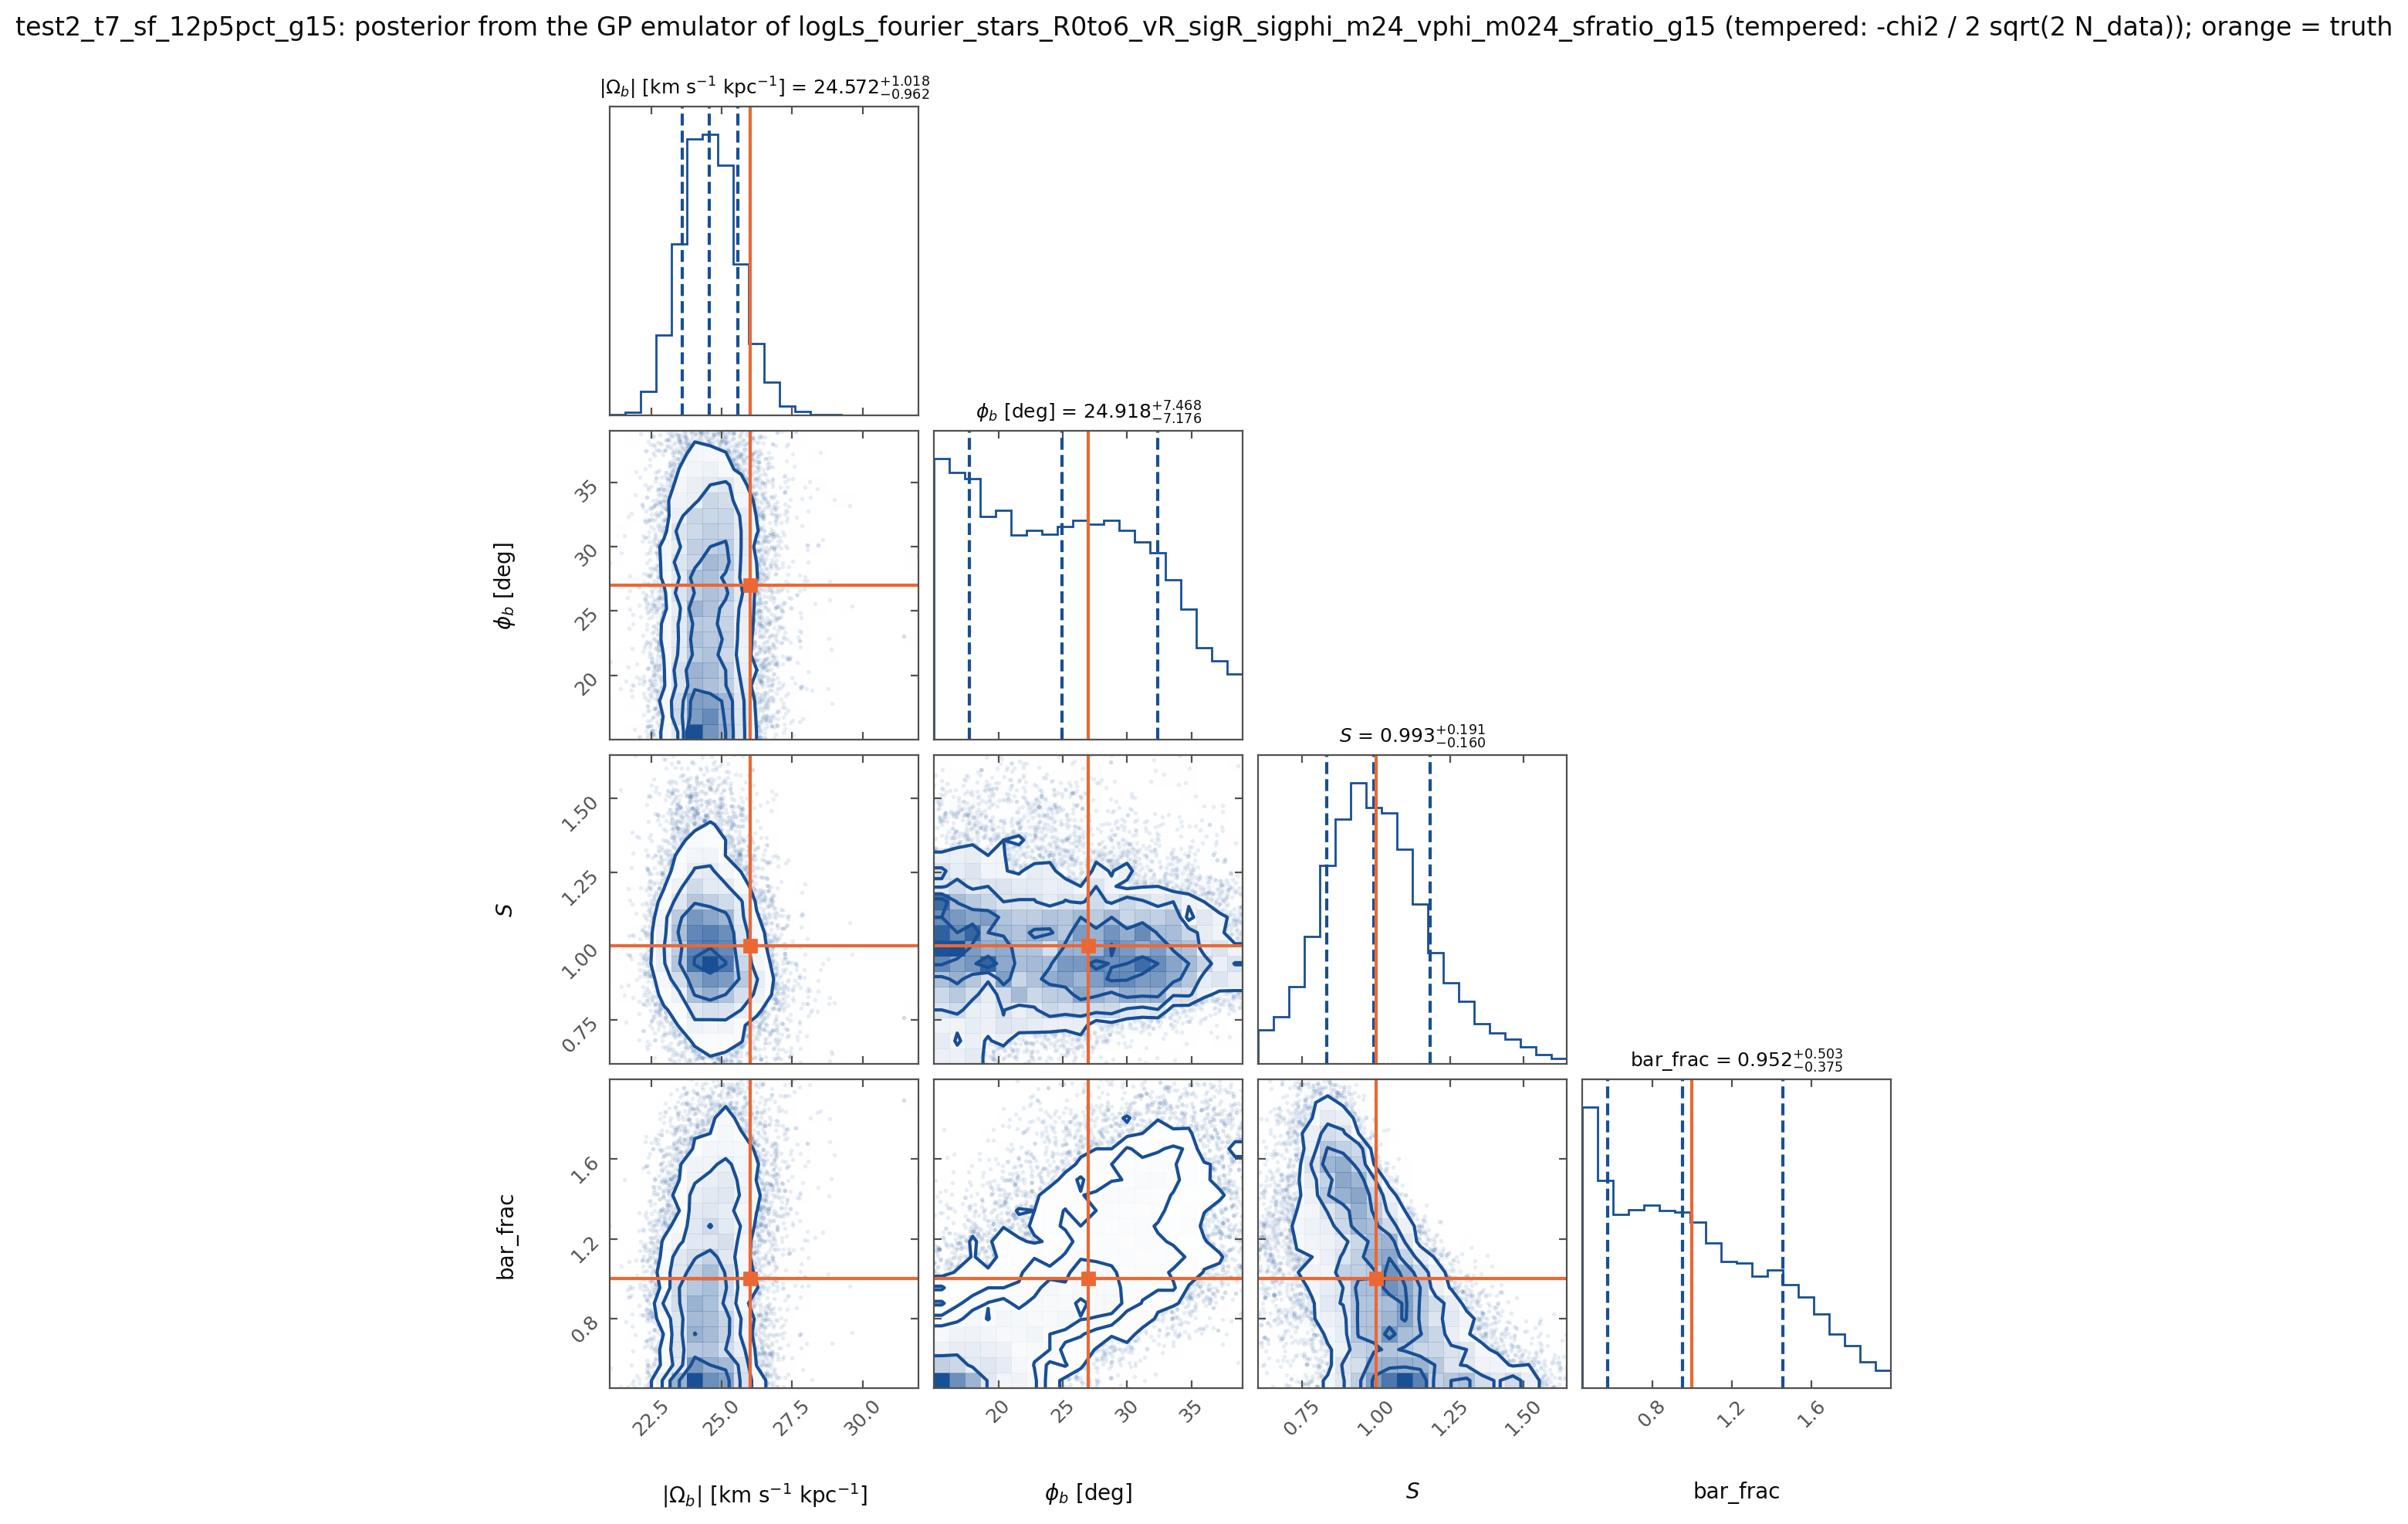 test2_t7_sf_12p5pct_g15: posterior from the GP emulator of logLs_fourier_stars_R0to6_vR_sigR_sigphi_m24_vphi_m024_sfratio_g15 (tempered: -chi2 / 2 sqrt(2 N_data)); orange = truth
|Ω_b| [km s⁻¹ kpc⁻¹] = 24.572 +1.018 −0.962
ϕ_b [deg] = 24.918 +7.468 −7.176
35
30
25
20
ϕ_b [deg]
S = 0.993 +0.191 −0.160
1.50
1.25
1.00
0.75
S
bar_frac = 0.952 +0.503 −0.375
1.6
1.2
0.8
bar_frac
22.5 25.0 27.5 30.0 20 25 30 35 0.75 1.00 1.25 1.50 0.8 1.2 1.6
|Ω_b| [km s⁻¹ kpc⁻¹] ϕ_b [deg] S bar_frac